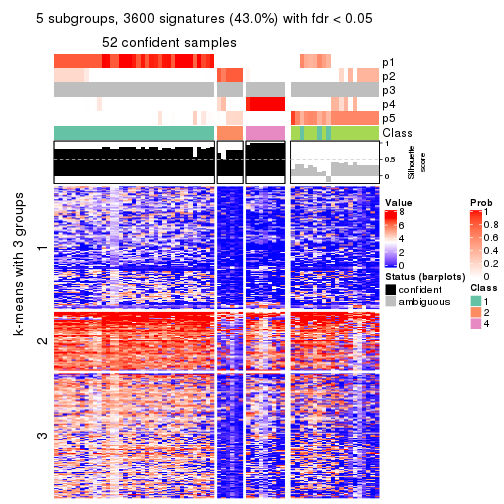 5 subgroups, 3600 signatures (43.0%) with fdr < 0.05
52 confident samples
p1
p2
p3
p4
p5
Class
1
0.5
0
Silhouette
score
k-means with 3 groups
1
2
3
Value
8
6
4
2
0
Status (barplots)
confident
ambiguous
Prob
1
0.8
0.6
0.4
0.2
0
Class
1
2
4